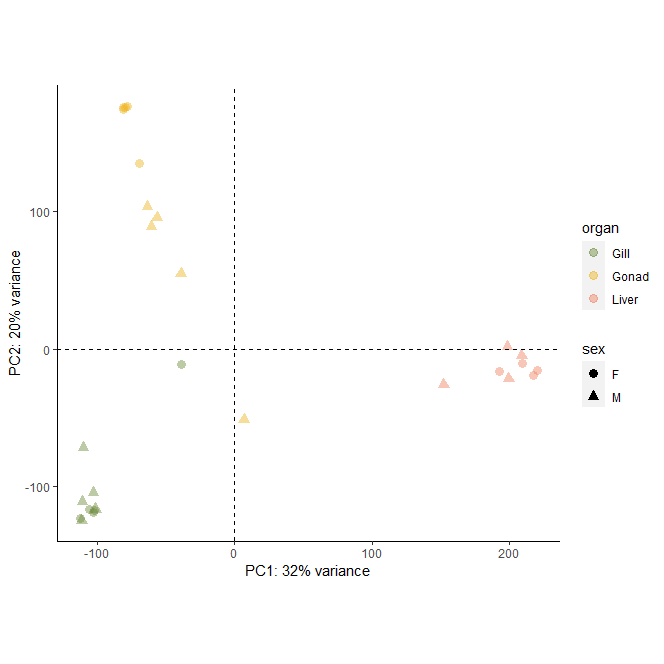 PC2: 20% variance
100
0
-100
-100
0
100
200
PC1: 32% variance
organ
Gill
Gonad
Liver
sex
F
M